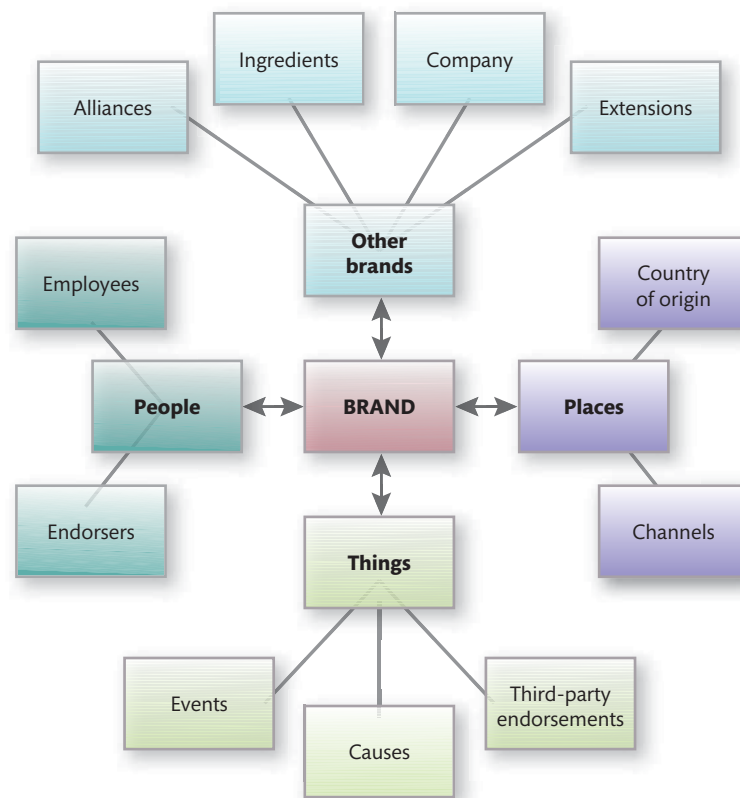 Ingredients
Company
Alliances
Extensions
Other
brands
Employees
Country
of origin
People
BRAND
Places
Endorsers
Channels
Things
Events
Third-party
endorsements
Causes